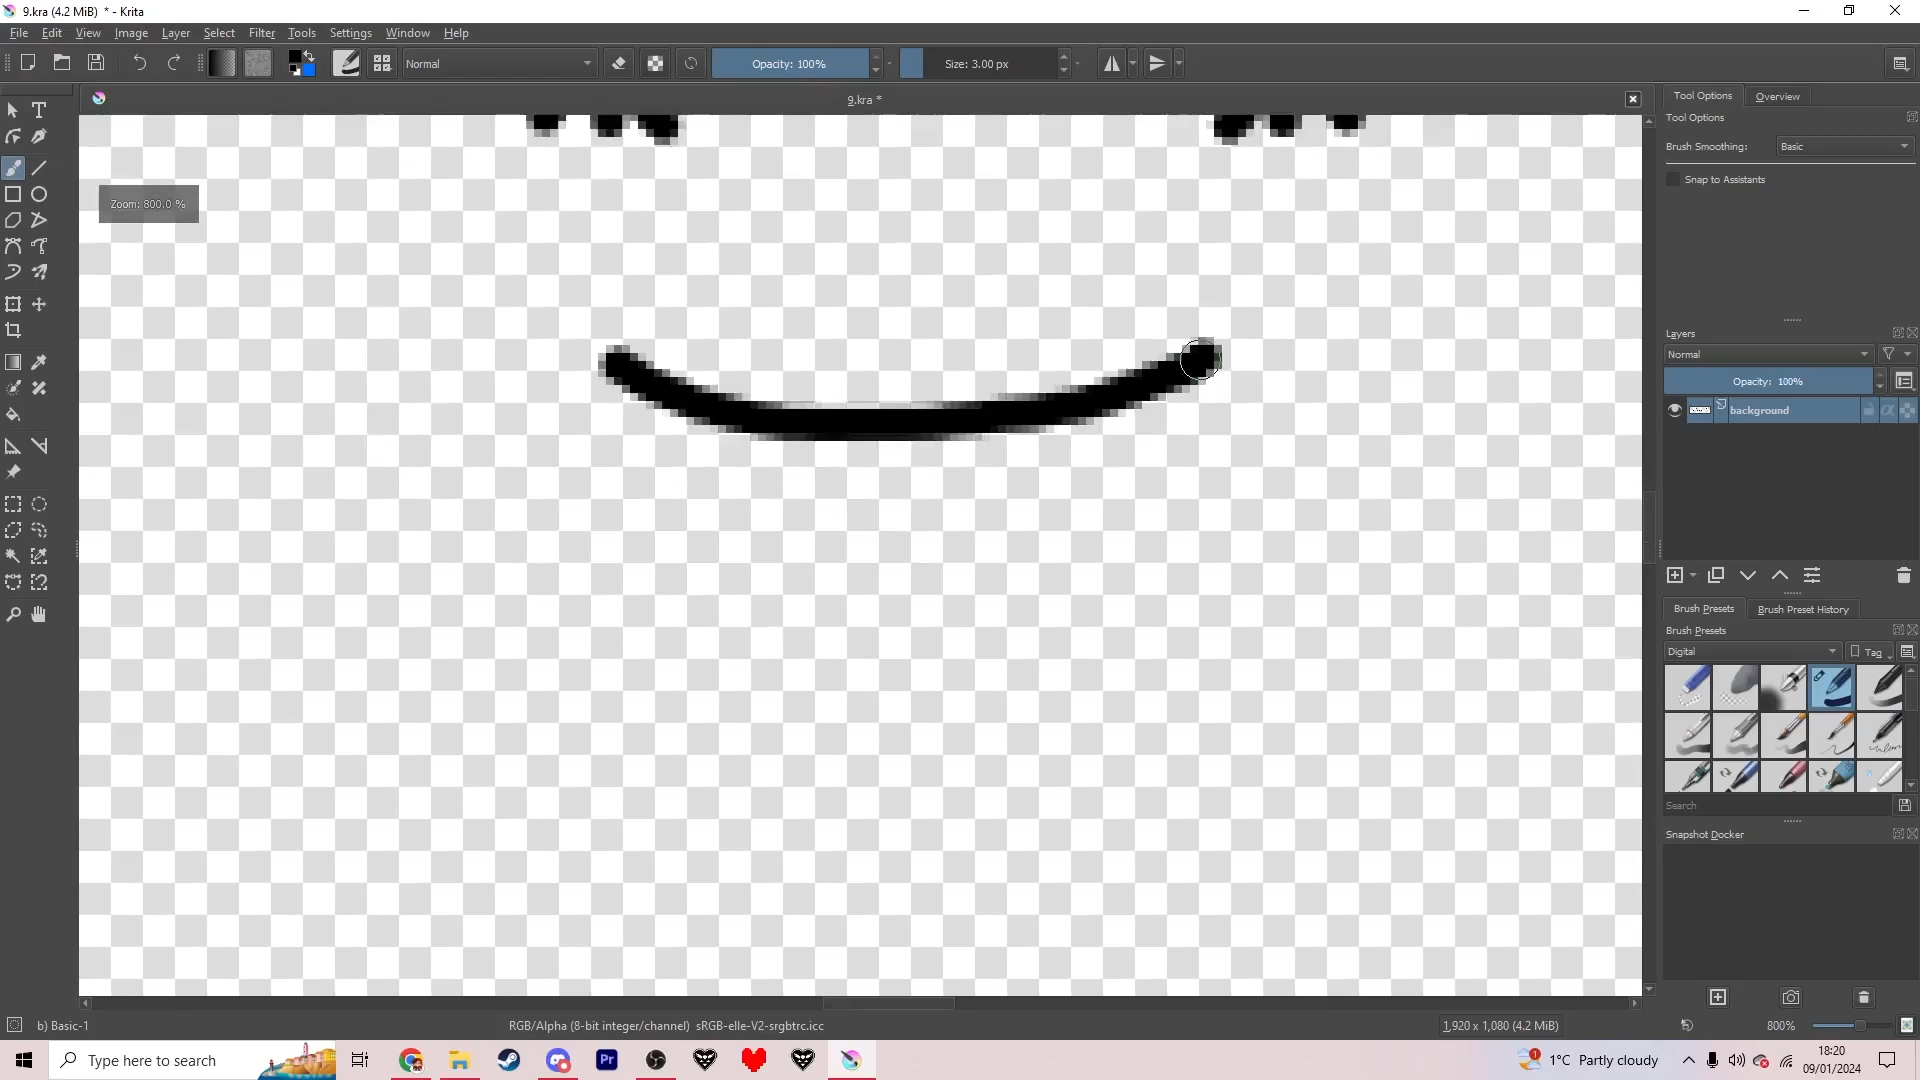 9.kra (4.2 MiB) * - Krita
File Edit View Image Layer Select Filter Tools Settings Window Help
Normal
Opacity: 100%
Size: 3.00 px
9.kra *
Tool Options
Overview
Tool Options
Brush Smoothing:
Basic
Snap to Assistants
Zoom: 800.0 %
Layers
Normal
Opacity: 100%
background
Brush Presets
Brush Preset History
Brush Presets
Digital
Tag
Search
Snapshot Docker
b) Basic-1
RGB/Alpha (8-bit integer/channel) sRGB-elle-V2-srgbtrc.icc
1,920 x 1,080 (4.2 MiB)
800%
Type here to search
Pr
1
1°C Partly cloudy
18:20
09/01/2024